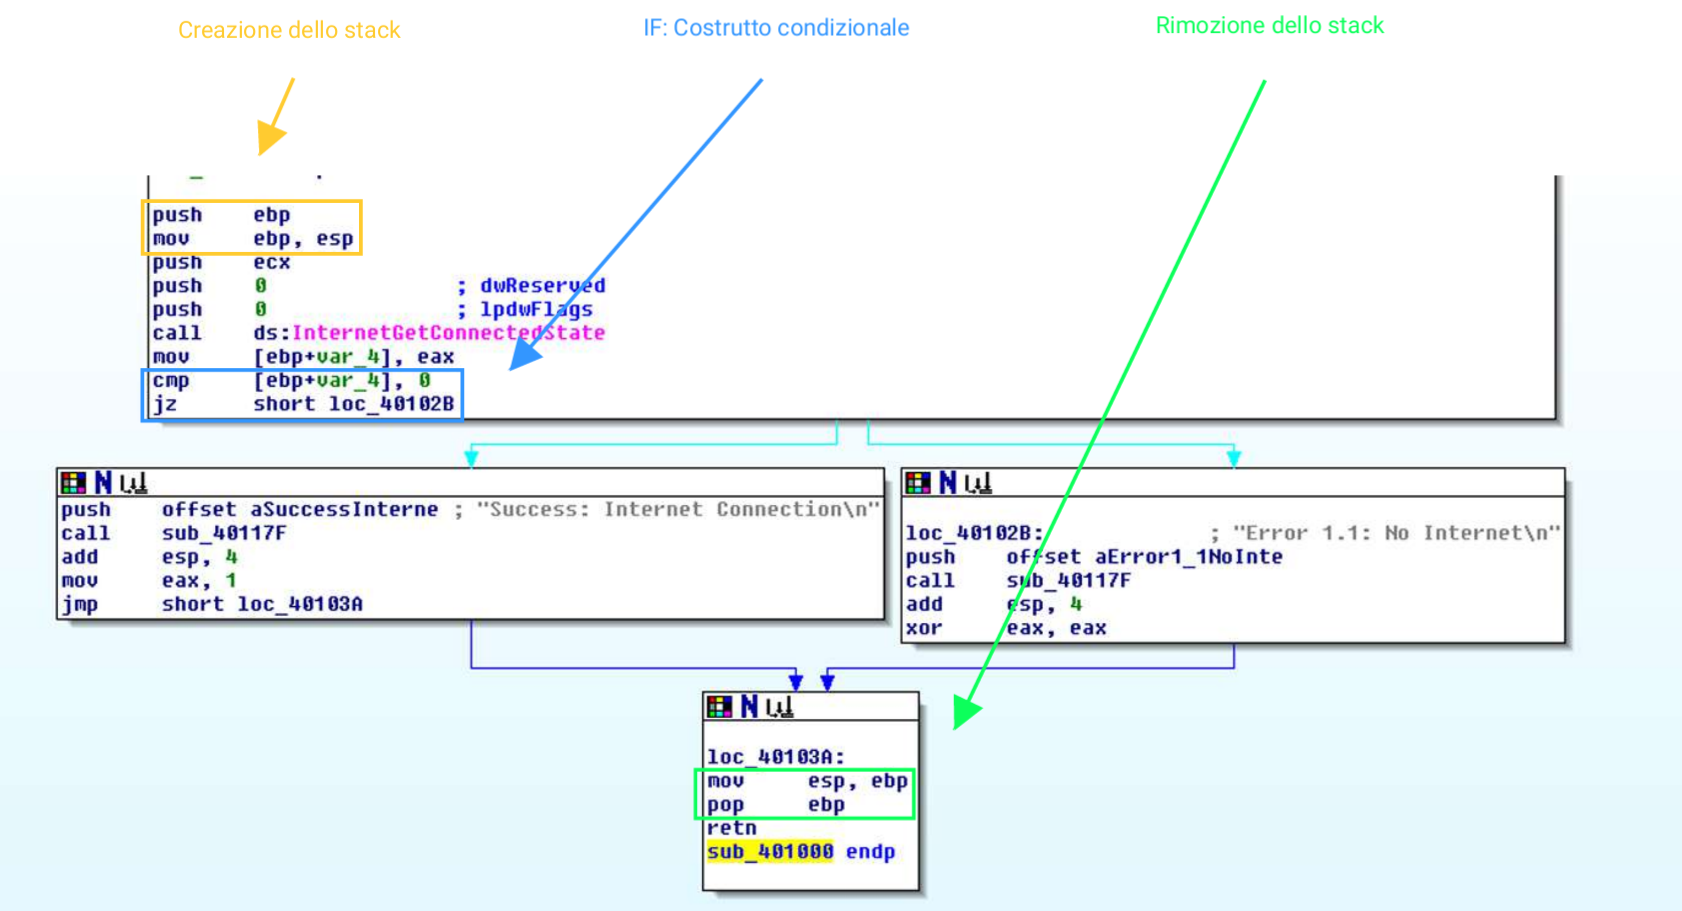 Creazione dello stack
IF: Costrutto condizionale
Rimozione dello stack
push ebp
mov ebp, esp
push ecx
push 0 ; dwReserved
push 0 ; lpdwFlags
call ds:InternetGetConnectedState
mov [ebp+var_4], eax
cmp [ebp+var_4], 0
jz short loc_40102B
push offset aSuccessInterne ; "Success: Internet Connection\n"
call sub_40117F
add esp, 4
mov eax, 1
jmp short loc_40103A
loc_40102B: ; "Error 1.1: No Internet\n"
push offset aError1_1NoInte
call sub_40117F
add esp, 4
xor eax, eax
loc_40103A:
mov esp, ebp
pop ebp
retn
sub_401000 endp